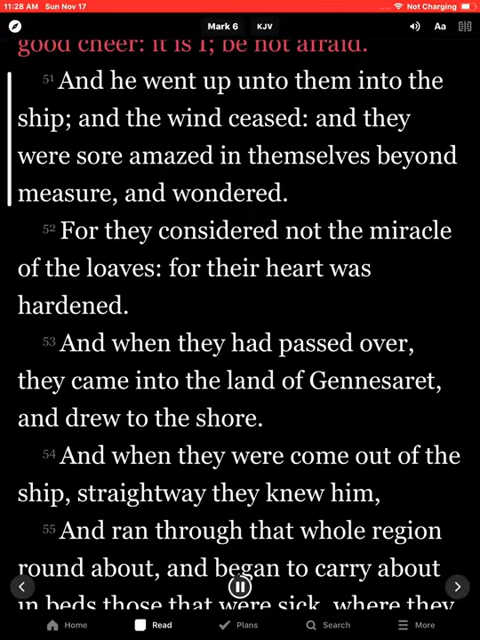 11:28 AM Sun Nov 17
Not Charging
Mark 6 KJV
Aa
good cheer: it is I; be not afraid.
51 And he went up unto them into the
ship; and the wind ceased: and they
were sore amazed in themselves beyond
measure, and wondered.
52 For they considered not the miracle
of the loaves: for their heart was
hardened.
53 And when they had passed over,
they came into the land of Gennesaret,
and drew to the shore.
54 And when they were come out of the
ship, straightway they knew him,
55 And ran through that whole region
round about, and began to carry about
in beds those that were sick, where they
Home Read Plans Search More